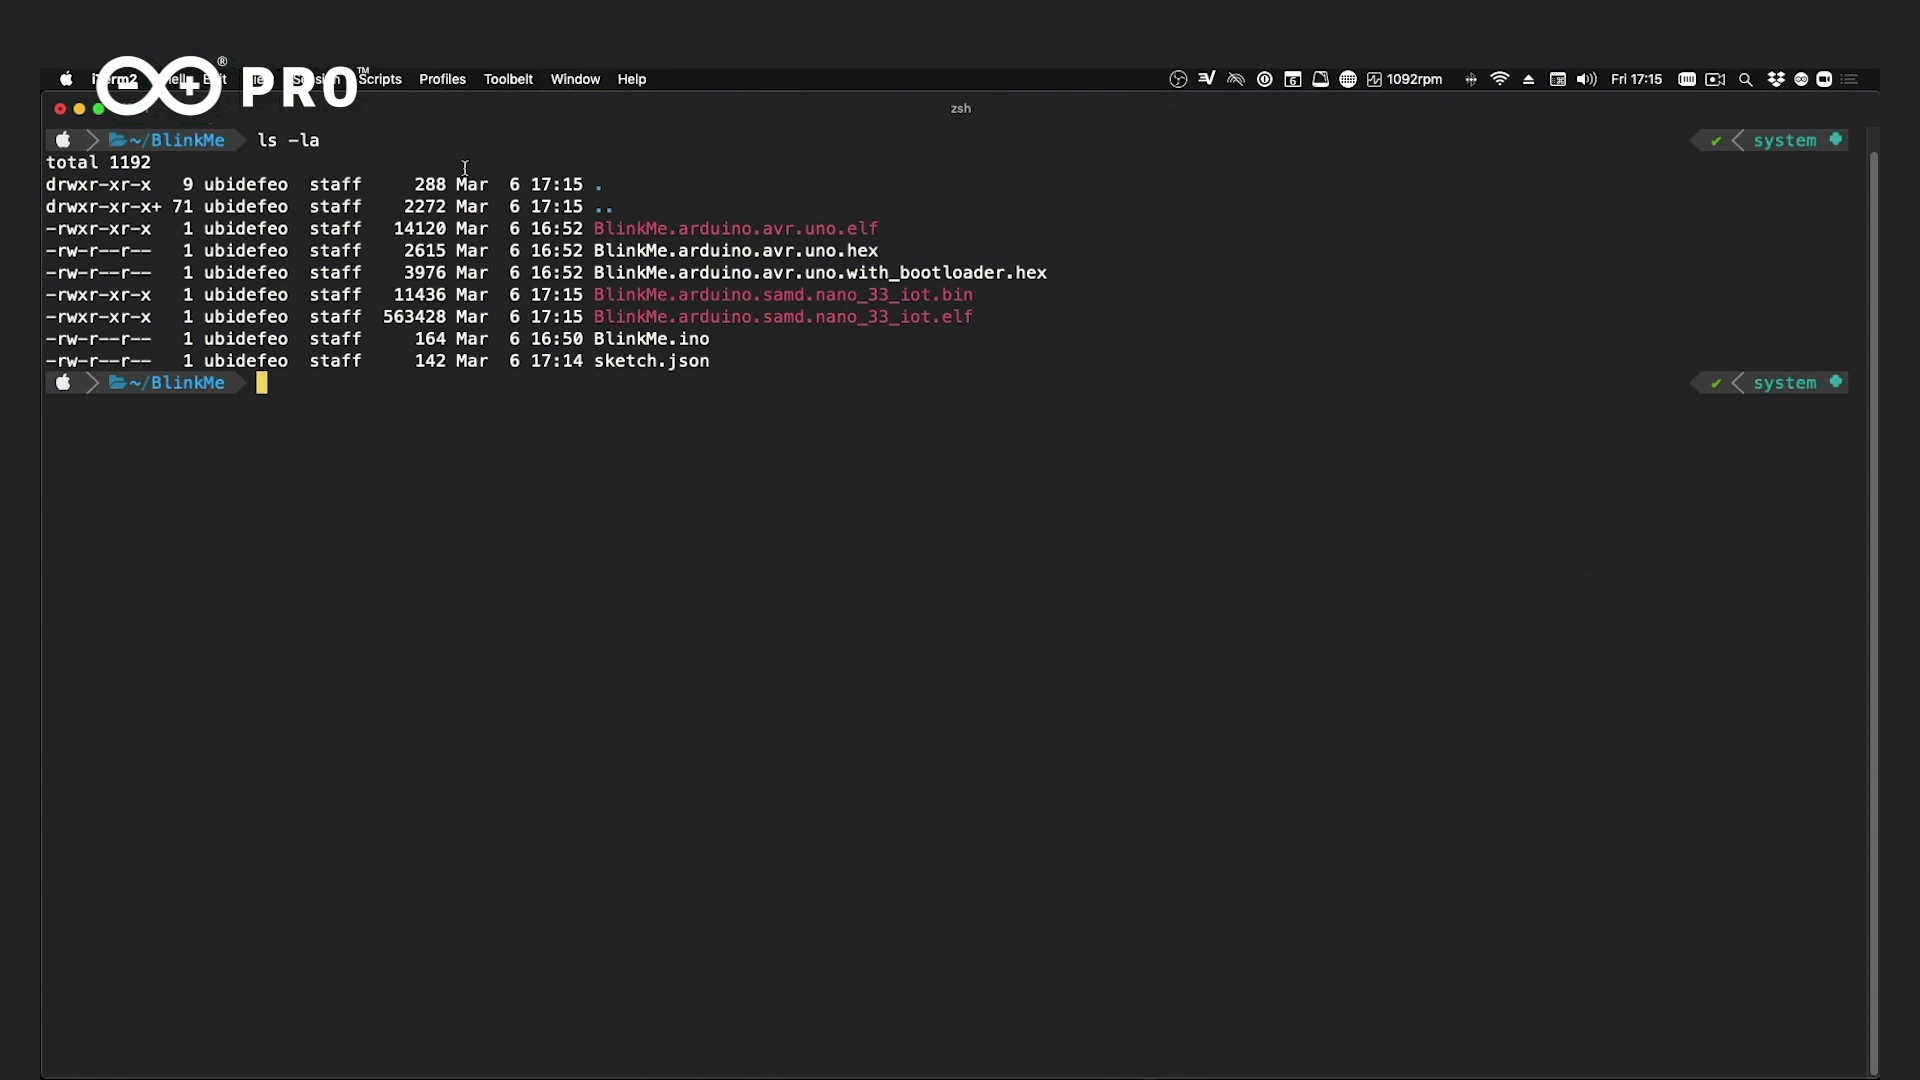 PRO™
iTerm2 Scripts Profiles Toolbelt Window Help 6 1092rpm Fri 17:15
zsh
~/BlinkMe ls -la ✔ system
total 1192
drwxr-xr-x 9 ubidefeo staff 288 Mar 6 17:15 .
drwxr-xr-x+ 71 ubidefeo staff 2272 Mar 6 17:15 ..
-rwxr-xr-x 1 ubidefeo staff 14120 Mar 6 16:52 BlinkMe.arduino.avr.uno.elf
-rw-r--r-- 1 ubidefeo staff 2615 Mar 6 16:52 BlinkMe.arduino.avr.uno.hex
-rw-r--r-- 1 ubidefeo staff 3976 Mar 6 16:52 BlinkMe.arduino.avr.uno.with_bootloader.hex
-rwxr-xr-x 1 ubidefeo staff 11436 Mar 6 17:15 BlinkMe.arduino.samd.nano_33_iot.bin
-rwxr-xr-x 1 ubidefeo staff 563428 Mar 6 17:15 BlinkMe.arduino.samd.nano_33_iot.elf
-rw-r--r-- 1 ubidefeo staff 164 Mar 6 16:50 BlinkMe.ino
-rw-r--r-- 1 ubidefeo staff 142 Mar 6 17:14 sketch.json
~/BlinkMe ✔ system